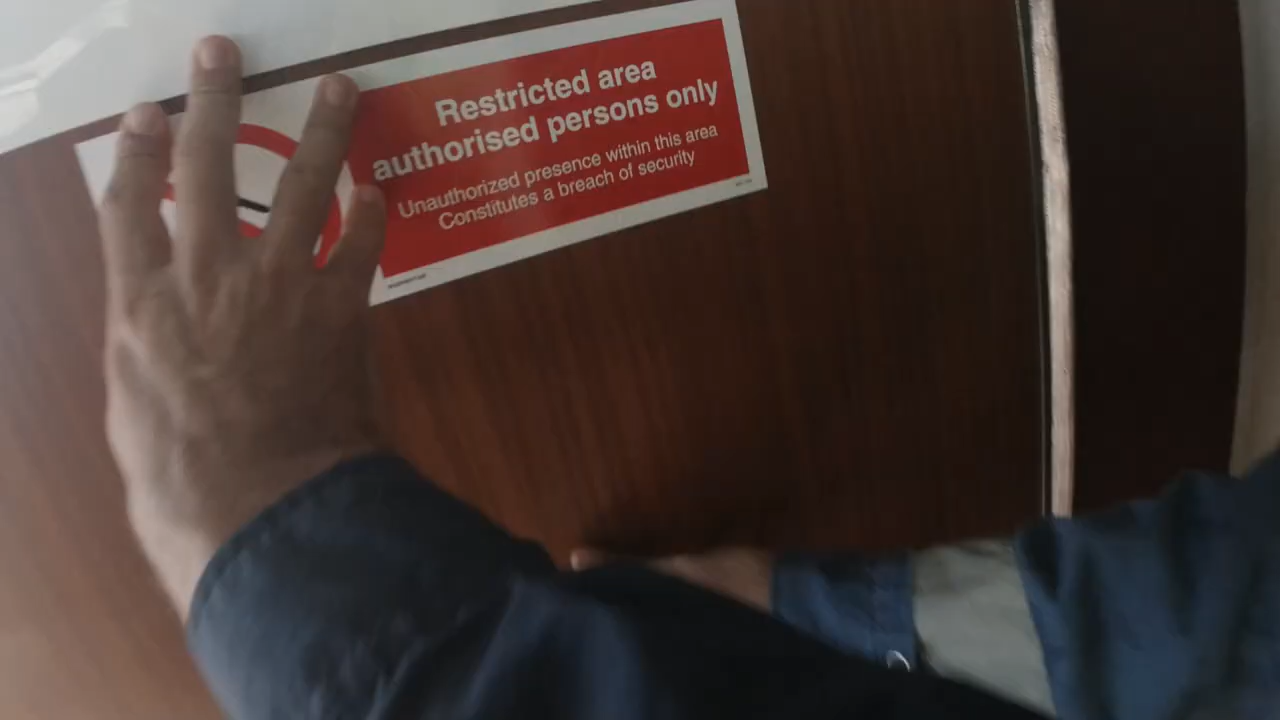 Restricted area
authorised persons only
Unauthorized presence within this area
Constitutes a breach of security